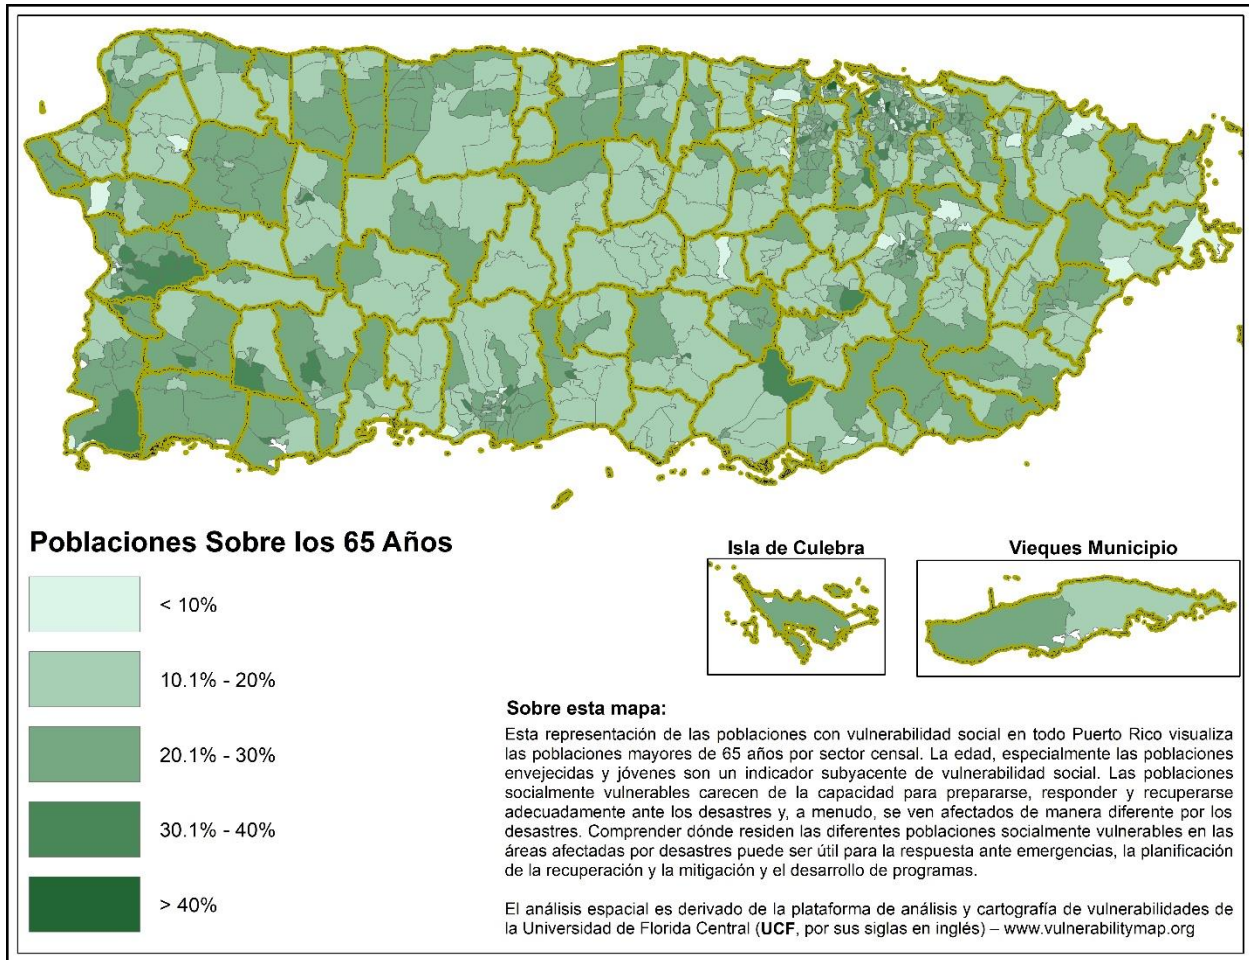 Poblaciones Sobre los 65 Años
< 10%
10.1% - 20%
20.1% - 30%
30.1% - 40%
> 40%
Isla de Culebra
Vieques Municipio
Sobre esta mapa:
Esta representación de las poblaciones con vulnerabilidad social en todo Puerto Rico visualiza
las poblaciones mayores de 65 años por sector censal. La edad, especialmente las poblaciones
envejecidas y jóvenes son un indicador subyacente de vulnerabilidad social. Las poblaciones
socialmente vulnerables carecen de la capacidad para prepararse, responder y recuperarse
adecuadamente ante los desastres y, a menudo, se ven afectados de manera diferente por los
desastres. Comprender dónde residen las diferentes poblaciones socialmente vulnerables en las
áreas afectadas por desastres puede ser útil para la respuesta ante emergencias, la planificación
de la recuperación y la mitigación y el desarrollo de programas.
El análisis espacial es derivado de la plataforma de análisis y cartografía de vulnerabilidades de
la Universidad de Florida Central (UCF, por sus siglas en inglés) – www.vulnerabilitymap.org